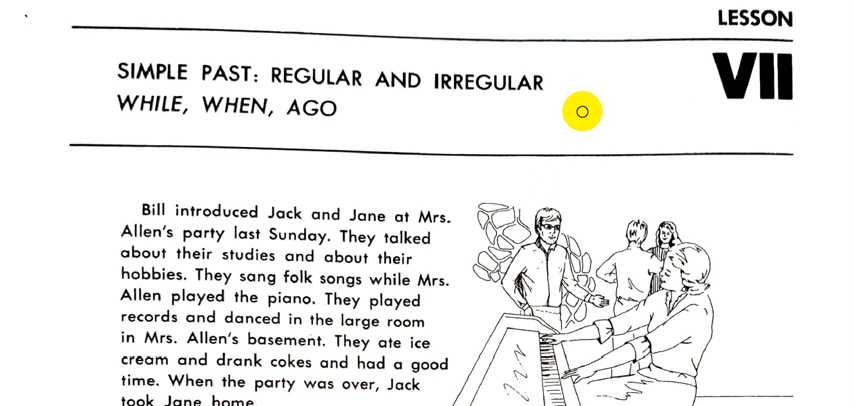 LESSON
VII
SIMPLE PAST: REGULAR AND IRREGULAR
WHILE, WHEN, AGO
Bill introduced Jack and Jane at Mrs.
Allen's party last Sunday. They talked
about their studies and about their
hobbies. They sang folk songs while Mrs.
Allen played the piano. They played
records and danced in the large room
in Mrs. Allen's basement. They ate ice
cream and drank cokes and had a good
time. When the party was over, Jack
took Jane home.